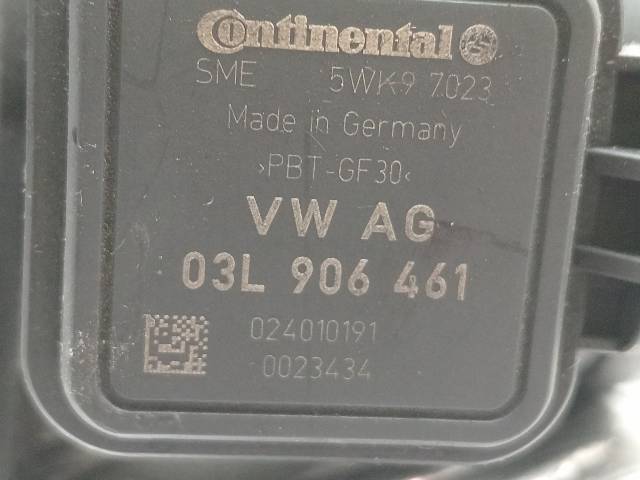 Continental
SME 5WK9 7023
Made in Germany
>PBT-GF30<
VW AG
03L 906 461
024010191
0023434